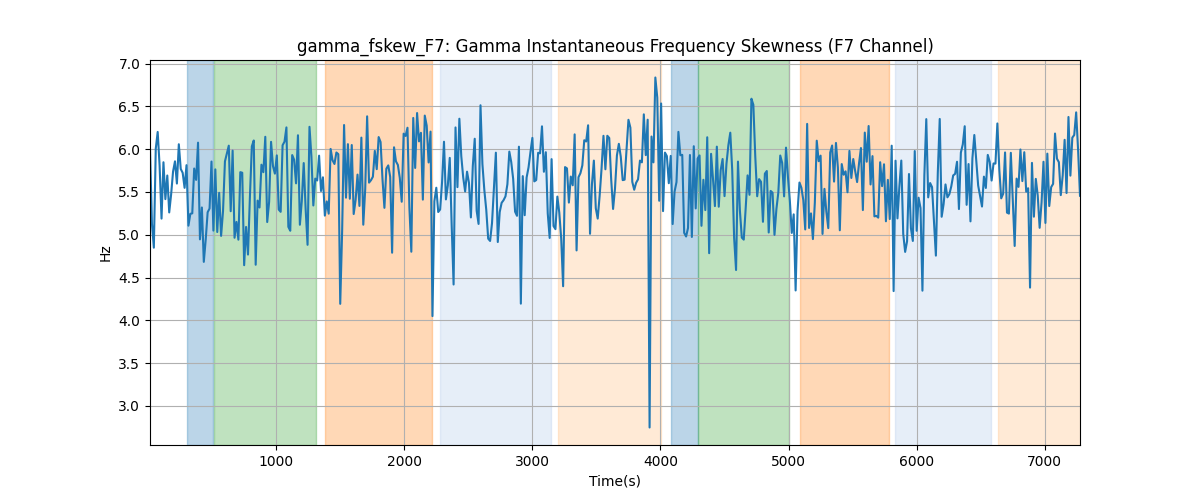 gamma_fskew_F7: Gamma Instantaneous Frequency Skewness (F7 Channel)
7.0
6.5
6.0
5.5
5.0
4.5
4.0
3.5
3.0
Hz
1000 2000 3000 4000 5000 6000 7000
Time(s)